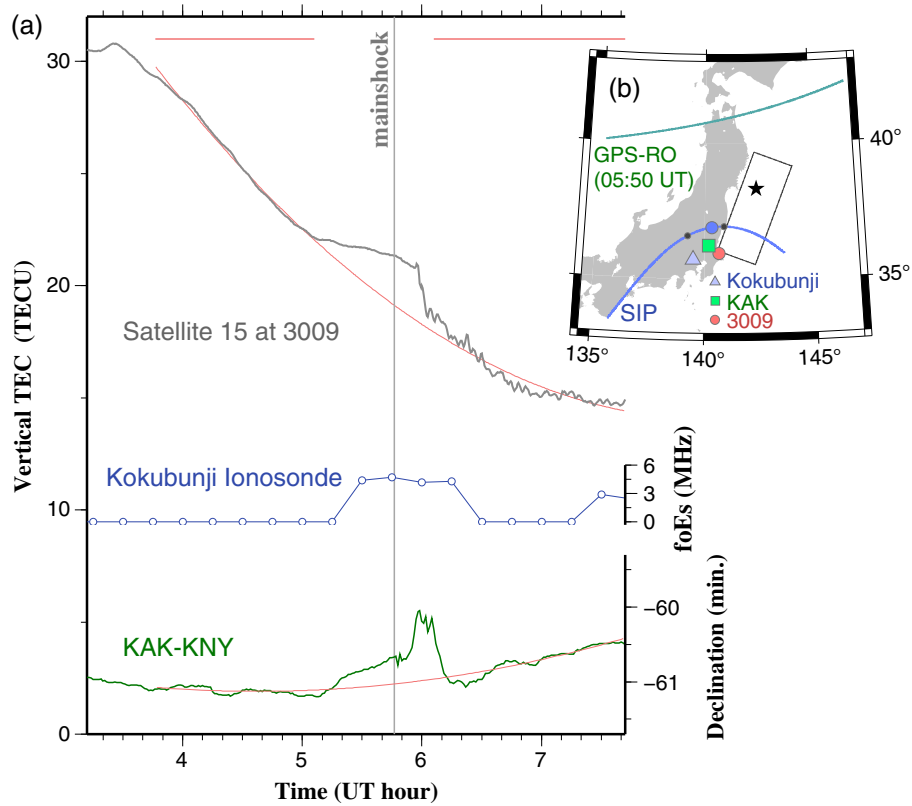 (a)
30
20
10
0
Vertical TEC (TECU)
mainshock
Satellite 15 at 3009
Kokubunji Ionosonde
6
3
0
foEs (MHz)
KAK-KNY
−60
−61
Declination (min.)
4 5 6 7
Time (UT hour)
(b)
GPS-RO
(05:50 UT)
40°
35°
Kokubunji
KAK
3009
SIP
135° 140° 145°